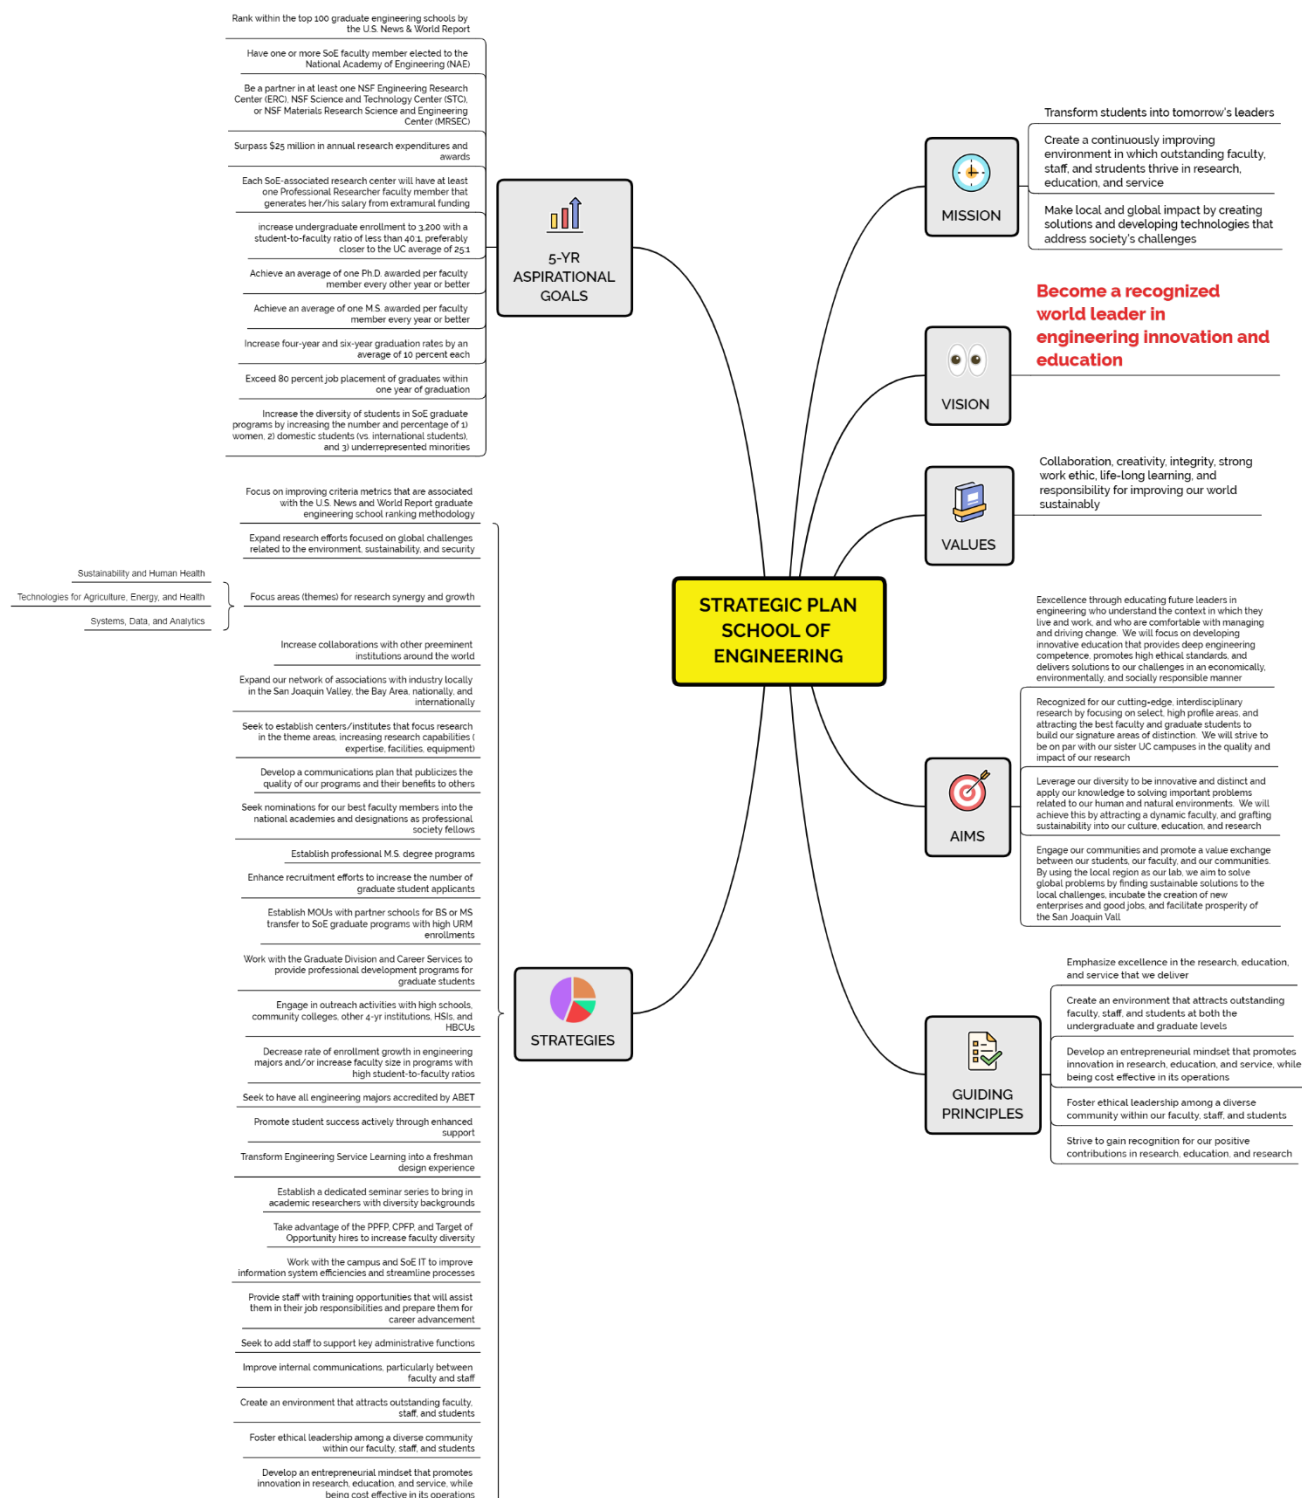 STRATEGIC PLAN
SCHOOL OF
ENGINEERING
MISSION
Transform students into tomorrow's leaders
Create a continuously improving
environment in which outstanding faculty,
staff, and strudents thrive in research,
education, and service
Make local and global impact by creating
solutions and developing technologies that
address society's challenges
VISION
Become a recognized
world leader in
engineering innovation and
education
VALUES
Collaboration, creativity, integrity, strong
work ethic, life-long learning, and
responsibility for improving our world
sustainably
AIMS
Eexcellence through educating future leaders in
engineering who understand the context in which they
live and work, and who are comfortable with managing
and driving change. We will focus on developing
innovative education that provides deep engineering
competence, promotes high ethical standards, and
delivers solutions to our challenges in an economically,
environmentally, and socially responsible manner
Recognized for our cutting-edge, interdisciplinary
research by focusing on select, high profile areas, and
attracting the best faculty and graduate students to
build our signature areas of distinction. We will strive to
be on par with our sister UC campuses in the quality and
impact of our research
Leverage our diversity to be innovative and distinct and
apply our knowledge to solving important problems
related to our human and natural environments. We will
achieve this by attracting a dynamic faculty, and grafting
sustainability into our culture, education, and research
Engage our communities and promote a value exchange
between our students, our faculty, and our communities.
By using the local region as our lab, we aim to solve
global problems by finding sustainable solutions to the
local challenges, incubate the creation of new
enterprises and good jobs, and facilitate prosperity of
the San Joaquin Vall
GUIDING
PRINCIPLES
Emphasize excellence in the research, education,
and service that we deliver
Create an environment that attracts outstanding
faculty, staff, and students at both the
undergraduate and graduate levels
Develop an entrepreneurial mindset that promotes
innovation in research, education, and service, while
being cost effective in its operations
Foster ethical leadership among a diverse
community within our faculty, staff, and students
Strive to gain recognition for our positive
contributions in research, education, and research
5-YR
ASPIRATIONAL
GOALS
Rank within the top 100 graduate engineering schools by
the U.S. News & World Report
Have one or more SoE faculty member elected to the
National Academy of Engineering (NAE)
Be a partner in at least one NSF Engineering Research
Center (ERC), NSF Science and Technology Center (STC),
or NSF Materials Research Science and Engineering
Center (MRSEC)
Surpass $25 million in annual research expenditures and
awards
Each SoE-associated research center will have at least
one Professional Researcher faculty member that
generates her/his salary from extramural funding
increase undergraduate enrollment to 3,200 with a
student-to-faculty ratio of less than 40:1, preferably
closer to the UC average of 25:1
Achieve an average of one Ph.D. awarded per faculty
member every other year or better
Achieve an average of one M.S. awarded per faculty
member every year or better
Increase four-year and six-year graduation rates by an
average of 10 percent each
Exceed 80 percent job placement of graduates within
one year of graduation
Increase the diversity of students in SoE graduate
programs by increasing the number and percentage of 1)
women, 2) domestic students (vs. international students),
and 3) underrepresented minorities
STRATEGIES
Focus on improving criteria metrics that are associated
with the U.S. News and World Report graduate
engineering school ranking methodology
Expand research efforts focused on global challenges
related to the environment, sustainability, and security
Focus areas (themes) for research synergy and growth
Sustainability and Human Health
Technologies for Agriculture, Energy, and Health
Systems, Data, and Analytics
Increase collaborations with other preeminent
institutions around the world
Expand our network of associations with industry locally
in the San Joaquin Valley, the Bay Area, nationally, and
internationally
Seek to establish centers/institutes that focus research
in the theme areas, increasing research capabilities (
expertise, facilities, equipment)
Develop a communications plan that publicizes the
quality of our programs and their benefits to others
Seek nominations for our best faculty members into the
national academies and designations as professional
society fellows
Establish professional M.S. degree programs
Enhance recruitment efforts to increase the number of
graduate student applicants
Establish MOUs with partner schools for BS or MS
transfer to SoE graduate programs with high URM
enrollments
Work with the Graduate Division and Career Services to
provide professional development programs for
graduate students
Engage in outreach activities with high schools,
community colleges, other 4-yr institutions, HSIs, and
HBCUs
Decrease rate of enrollment growth in engineering
majors and/or increase faculty size in programs with
high student-to-faculty ratios
Seek to have all engineering majors accredited by ABET
Promote student success actively through enhanced
support
Transform Engineering Service Learning into a freshman
design experience
Establish a dedicated seminar series to bring in
academic researchers with diversity backgrounds
Take advantage of the PPFP, CPFP, and Target of
Opportunity hires to increase faculty diversity
Work with the campus and SoE IT to improve
information system efficiencies and streamline processes
Provide staff with training opportunities that will assist
them in their job responsibilities and prepare them for
career advancement
Seek to add staff to support key administrative functions
Improve internal communications, particularly between
faculty and staff
Create an environment that attracts outstanding faculty,
staff, and students
Foster ethical leadership among a diverse community
within our faculty, staff, and students
Develop an entrepreneurial mindset that promotes
innovation in research, education, and service, while
being cost effective in its operations